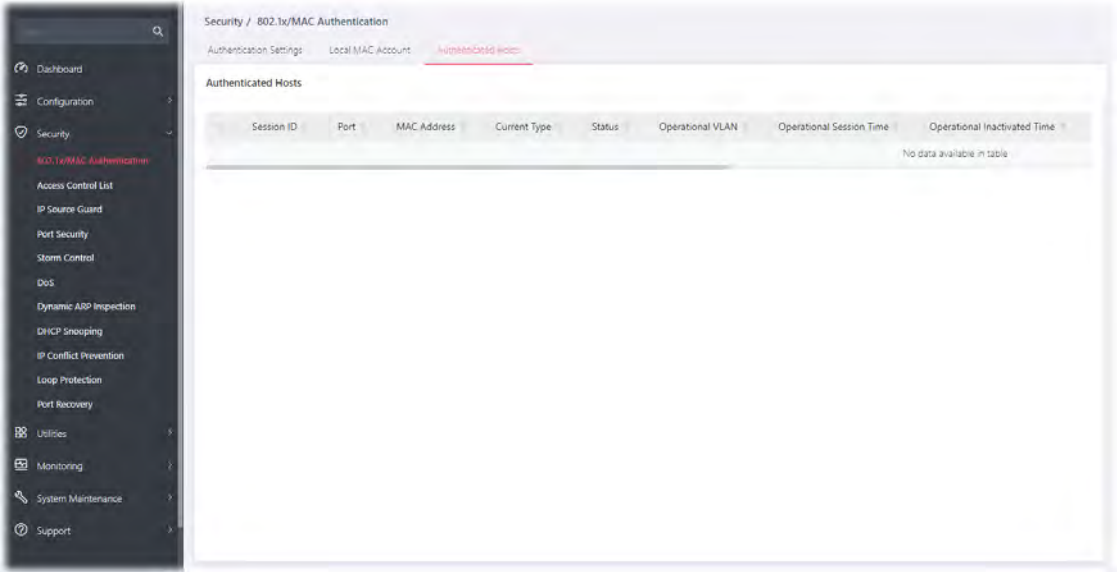 Security / 802.1x/MAC Authentication
Authentication Settings Local MAC Account Authenticated Hosts
Authenticated Hosts
Session ID Port MAC Address Current Type Status Operational VLAN Operational Session Time Operational Inactivated Time
No data available in table
Dashboard
Configuration
Security
802.1x/MAC Authentication
Access Control List
IP Source Guard
Port Security
Storm Control
DoS
Dynamic ARP Inspection
DHCP Snooping
IP Conflict Prevention
Loop Protection
Port Recovery
Utilities
Monitoring
System Maintenance
Support